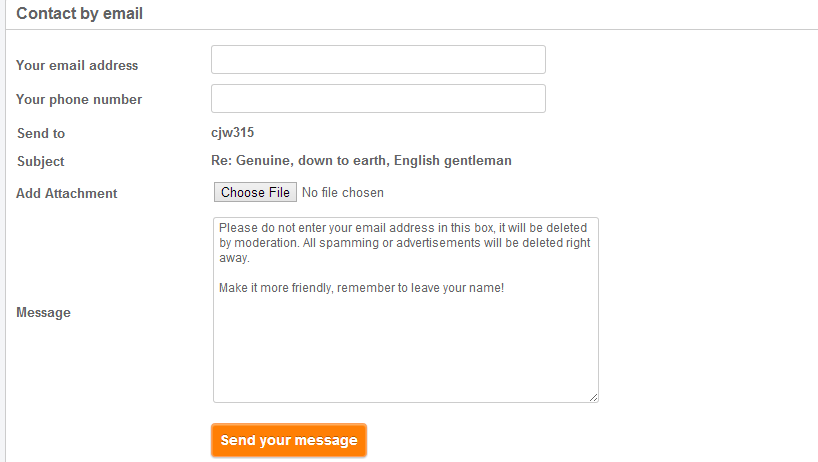 Contact by email
Your email address
Your phone number
Send to cjw315
Subject Re: Genuine, down to earth, English gentleman
Add Attachment Choose File No file chosen
Please do not enter your email address in this box, it will be deleted
by moderation. All spamming or advertisements will be deleted right
away.
Make it more friendly, remember to leave your name!
Message
Send your message